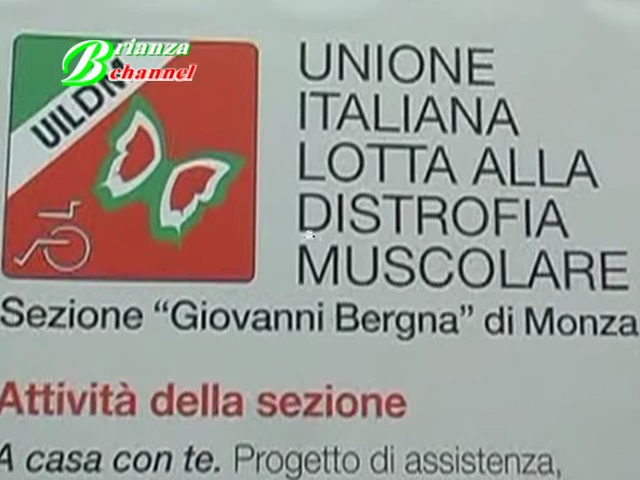 Brianza
channel
UILDM
UNIONE
ITALIANA
LOTTA ALLA
DISTROFIA
MUSCOLARE
Sezione “Giovanni Bergna” di Monza
Attività della sezione
A casa con te. Progetto di assistenza,